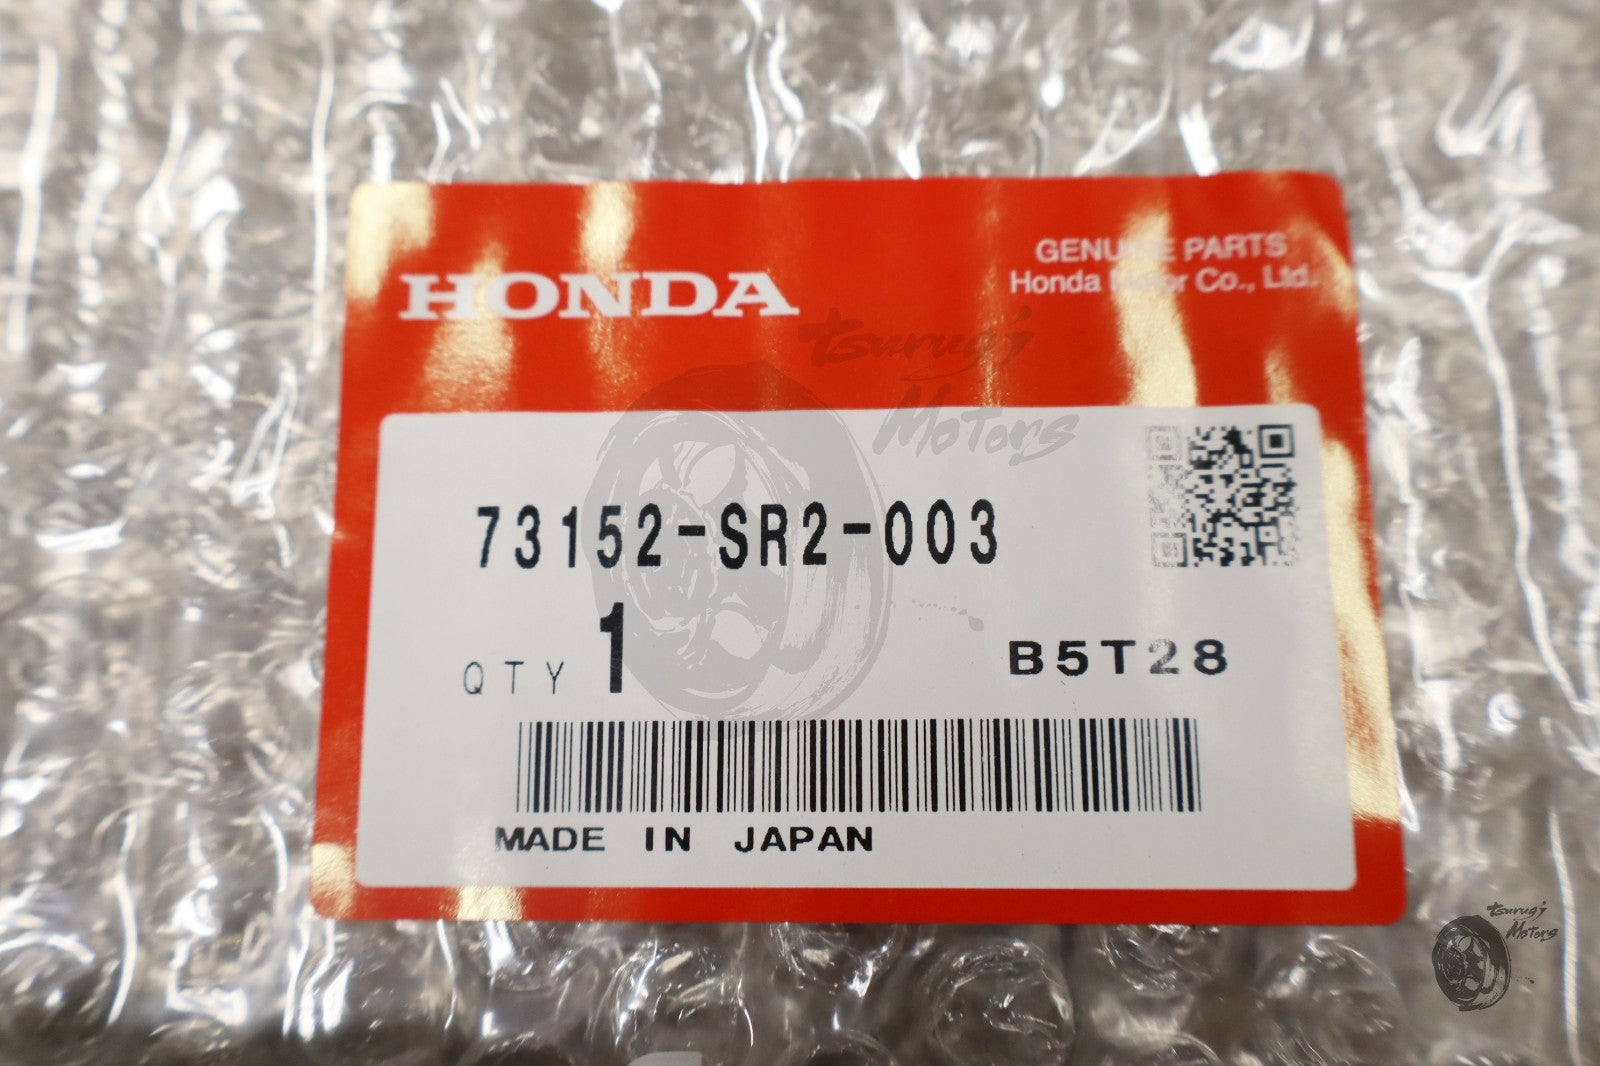 HONDA
GENUINE PARTS
Honda Motor Co., Ltd.
tsurugi
Motors
73152-SR2-003
QTY 1
B5T28
MADE IN JAPAN
tsurugi
Motors